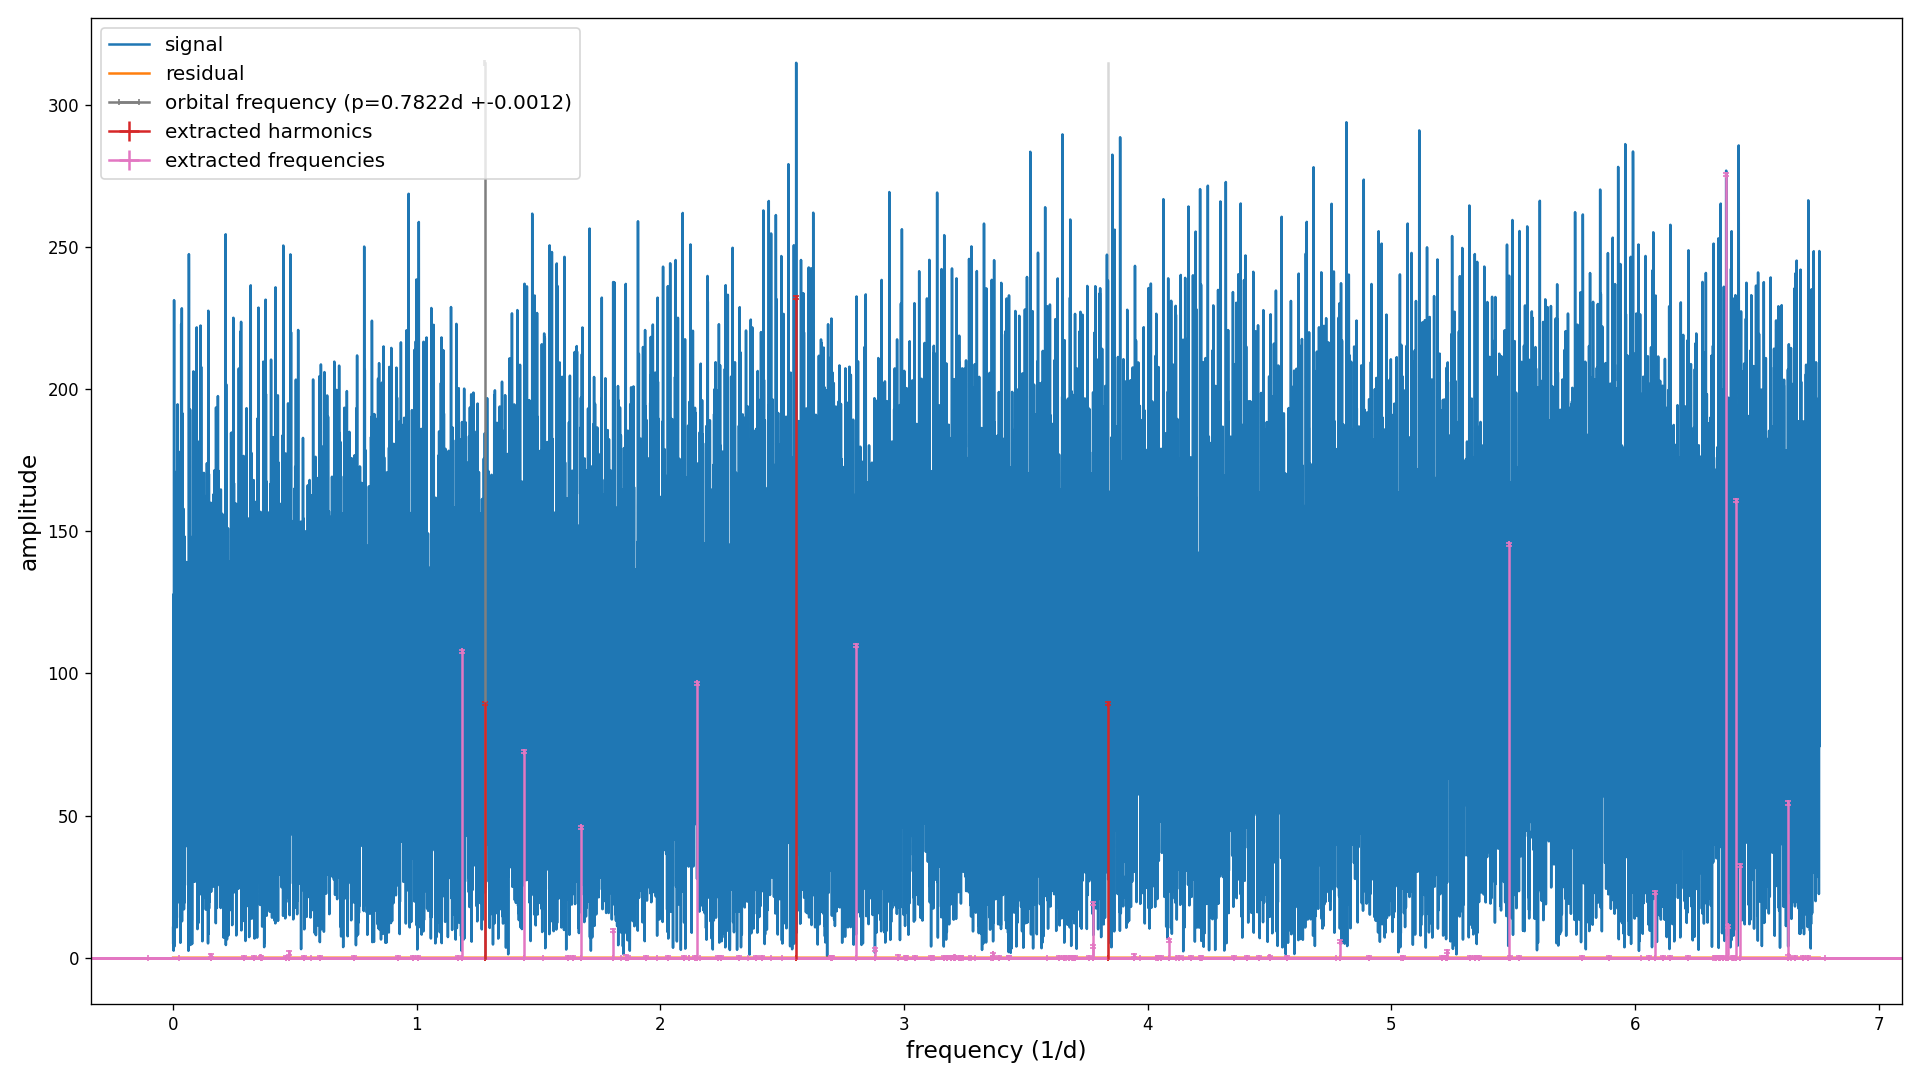 signal
residual
orbital frequency (p=0.7822d +-0.0012)
extracted harmonics
extracted frequencies
300
250
200
150
100
50
0
amplitude
0 1 2 3 4 5 6 7
frequency (1/d)